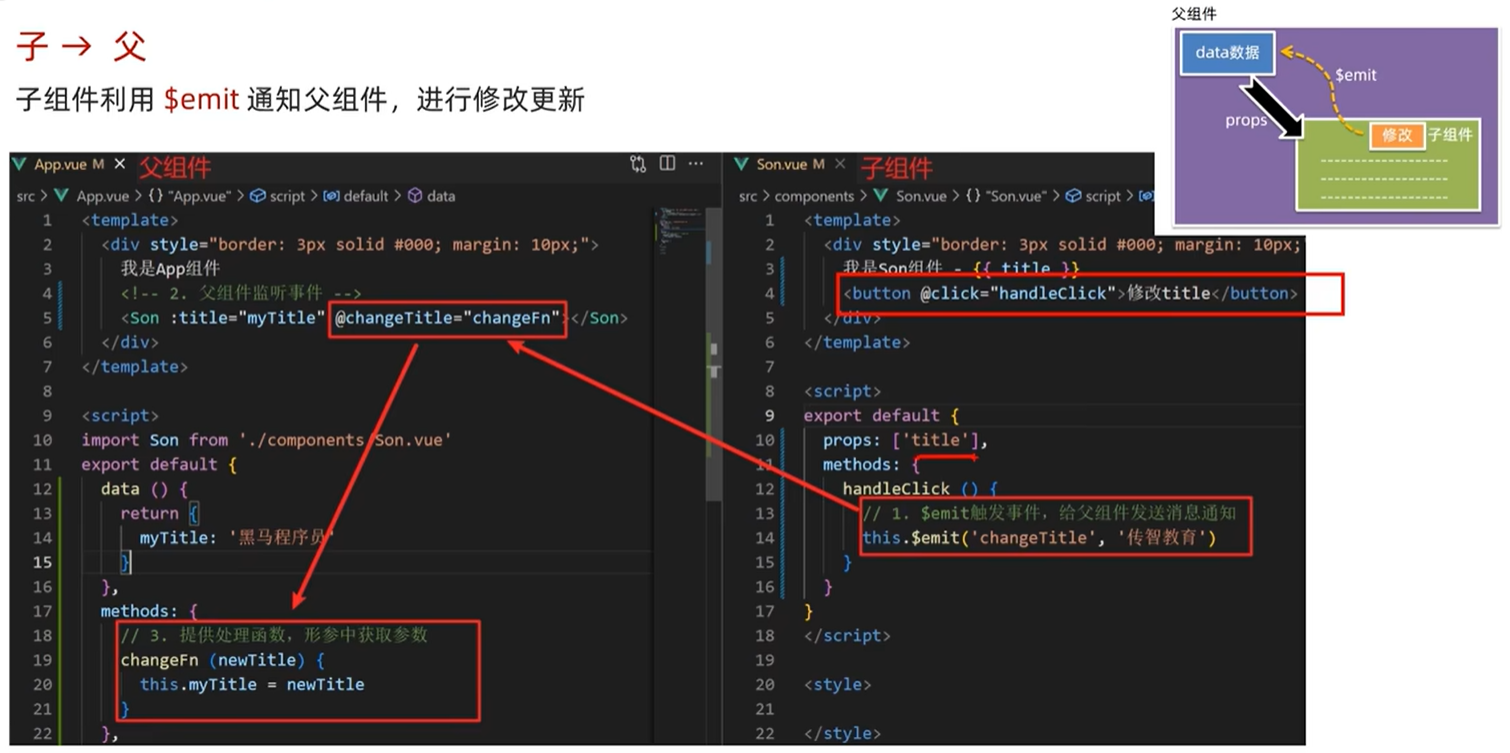 子 → 父
子组件利用 $emit 通知父组件，进行修改更新
父组件
data数据
$emit
props
修改 子组件
App.vue M × 父组件 ···
src > App.vue > {} "App.vue" > script > default > data
1 <template>
2 <div style="border: 3px solid #000; margin: 10px;">
3 我是App组件
4 <!-- 2. 父组件监听事件 -->
5 <Son :title="myTitle" @changeTitle="changeFn"></Son>
6 </div>
7 </template>
8
9 <script>
10 import Son from './components/Son.vue'
11 export default {
12 data () {
13 return {
14 myTitle: '黑马程序员'
15 }
16 },
17 methods: {
18 // 3. 提供处理函数，形参中获取参数
19 changeFn (newTitle) {
20 this.myTitle = newTitle
21 }
22 },
Son.vue M × 子组件
src > components > Son.vue > {} "Son.vue" > script >
1 <template>
2 <div style="border: 3px solid #000; margin: 10px;
3 我是Son组件 - {{ title }}
4 <button @click="handleClick">修改title</button>
5 </div>
6 </template>
7
8 <script>
9 export default {
10 props: ['title'],
11 methods: {
12 handleClick () {
13 // 1. $emit触发事件，给父组件发送消息通知
14 this.$emit('changeTitle', '传智教育')
15 }
16 }
17 }
18 </script>
19
20 <style>
21
22 </style>